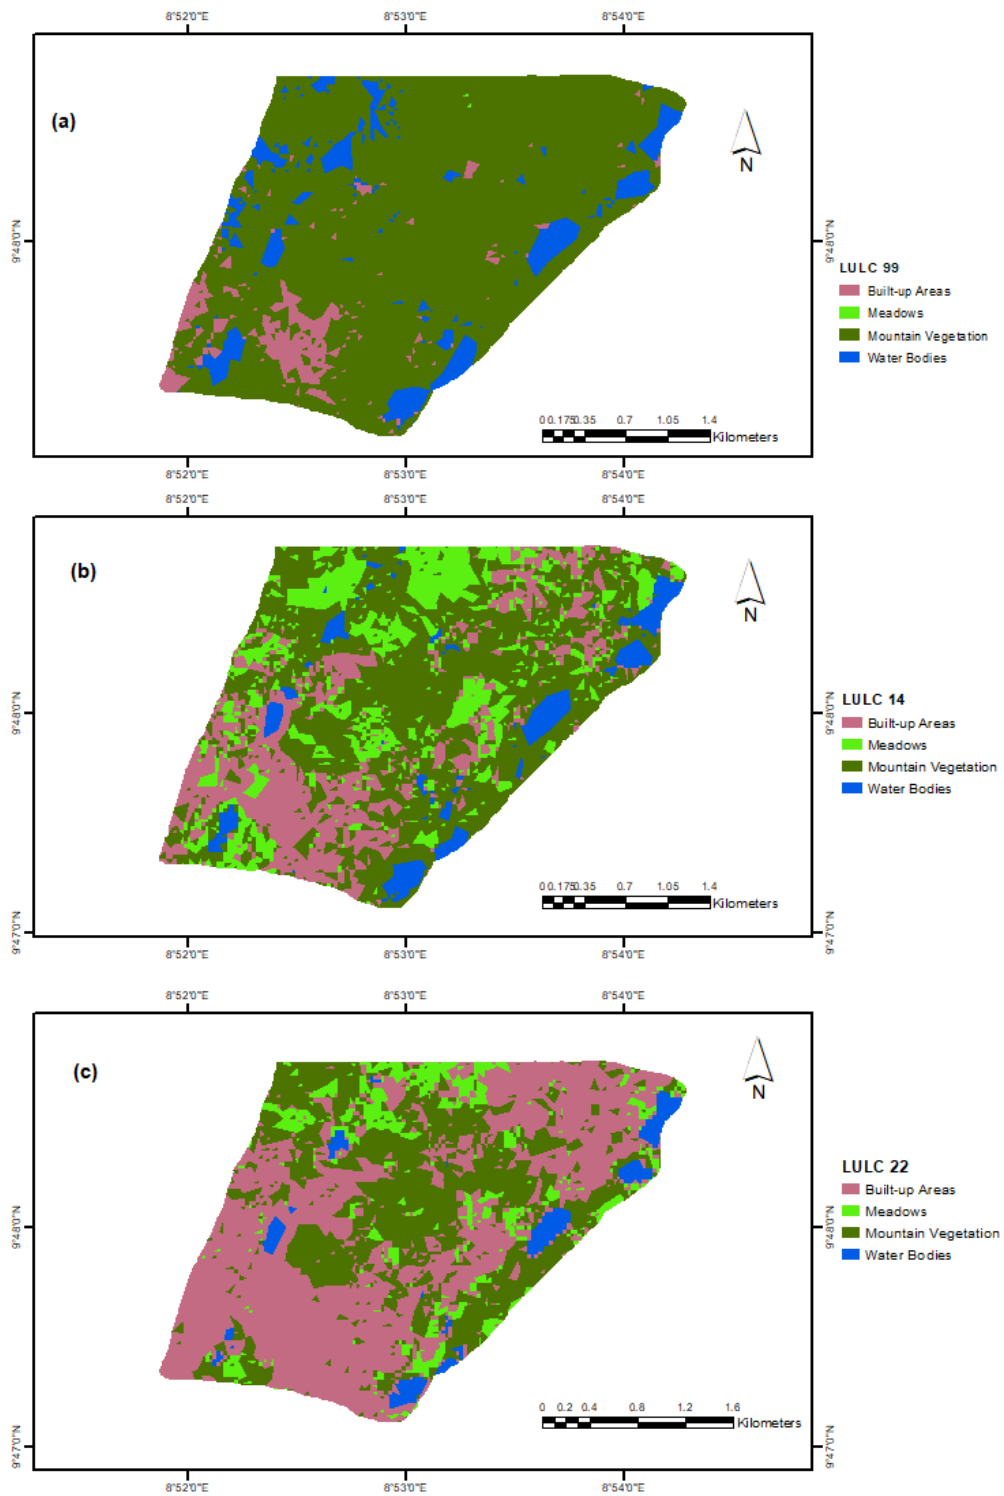 8°52'0"E 8°53'0"E 8°54'0"E
(a)
N
9°48'0"N 9°48'0"N
LULC 99
Built-up Areas
Meadows
Mountain Vegetation
Water Bodies
0 0.175 0.35 0.7 1.05 1.4
Kilometers
8°52'0"E 8°53'0"E 8°54'0"E
8°52'0"E 8°53'0"E 8°54'0"E
(b)
N
9°48'0"N 9°48'0"N
LULC 14
Built-up Areas
Meadows
Mountain Vegetation
Water Bodies
0 0.175 0.35 0.7 1.05 1.4
Kilometers
9°47'0"N 9°47'0"N
8°52'0"E 8°53'0"E 8°54'0"E
8°52'0"E 8°53'0"E 8°54'0"E
(c)
N
9°48'0"N 9°48'0"N
LULC 22
Built-up Areas
Meadows
Mountain Vegetation
Water Bodies
0 0.2 0.4 0.8 1.2 1.6
Kilometers
9°47'0"N 9°47'0"N
8°52'0"E 8°53'0"E 8°54'0"E